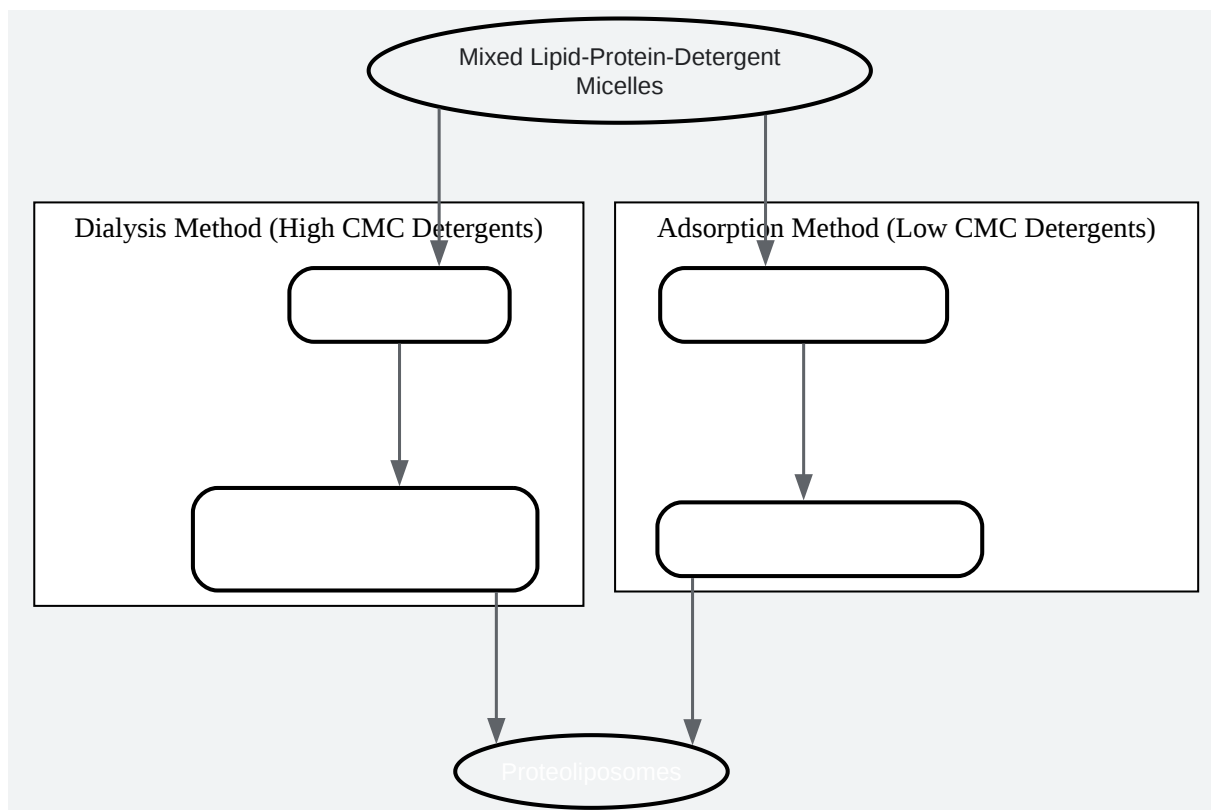 Mixed Lipid-Protein-Detergent
Micelles
Dialysis Method (High CMC Detergents)
Adsorption Method (Low CMC Detergents)
Proteoliposomes